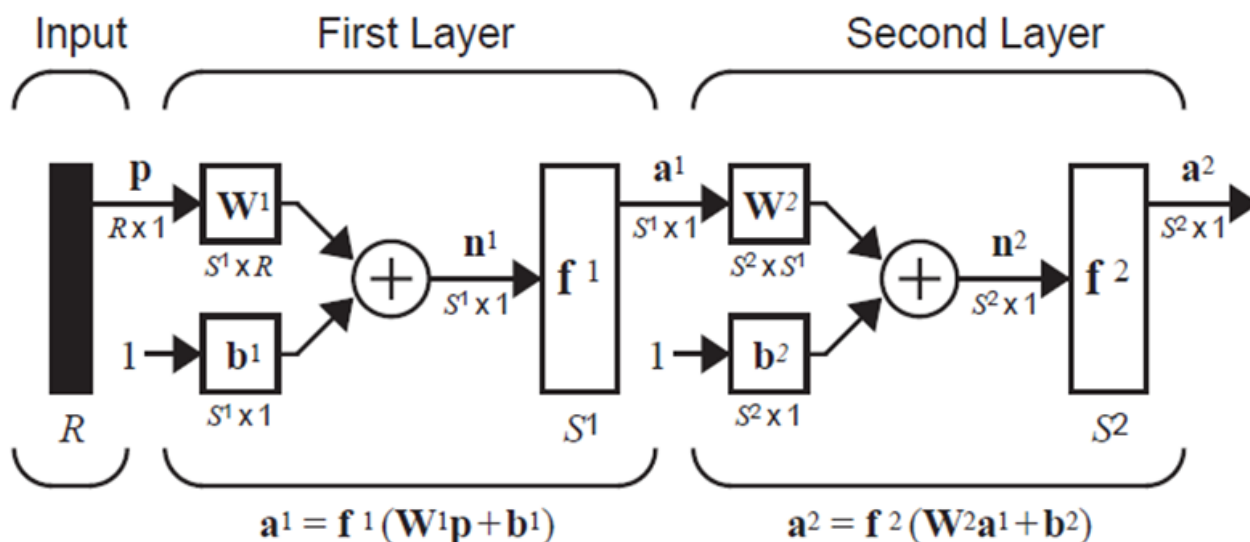 Input First Layer Second Layer
p a¹ a²
W¹ W²
R x 1 S¹ x 1 S² x 1
S¹ x R n¹ f ¹ S² x S¹ n² f ²
+ S¹ x 1 + S² x 1
1 b¹ 1 b²
S¹ x 1 S² x 1
R S¹ S²
a¹ = f ¹ (W¹p + b¹) a² = f ² (W²a¹ + b²)